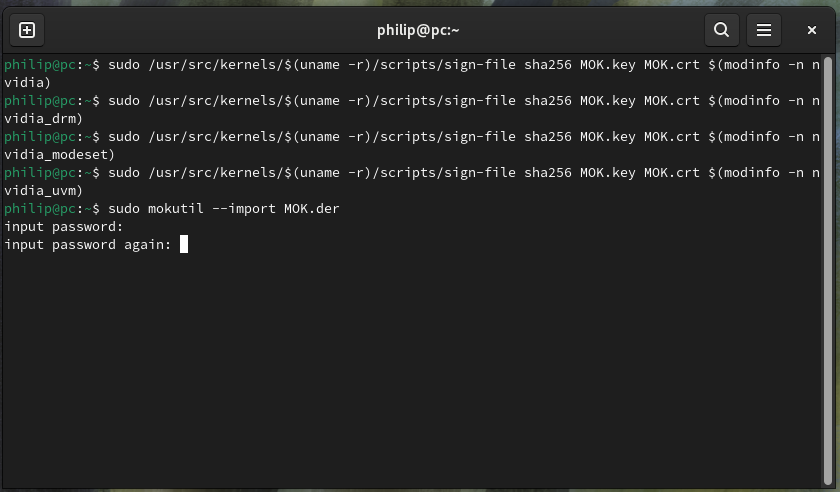 philip@pc:~
philip@pc:~$ sudo /usr/src/kernels/$(uname -r)/scripts/sign-file sha256 MOK.key MOK.crt $(modinfo -n n
vidia)
philip@pc:~$ sudo /usr/src/kernels/$(uname -r)/scripts/sign-file sha256 MOK.key MOK.crt $(modinfo -n n
vidia_drm)
philip@pc:~$ sudo /usr/src/kernels/$(uname -r)/scripts/sign-file sha256 MOK.key MOK.crt $(modinfo -n n
vidia_modeset)
philip@pc:~$ sudo /usr/src/kernels/$(uname -r)/scripts/sign-file sha256 MOK.key MOK.crt $(modinfo -n n
vidia_uvm)
philip@pc:~$ sudo mokutil --import MOK.der
input password:
input password again: